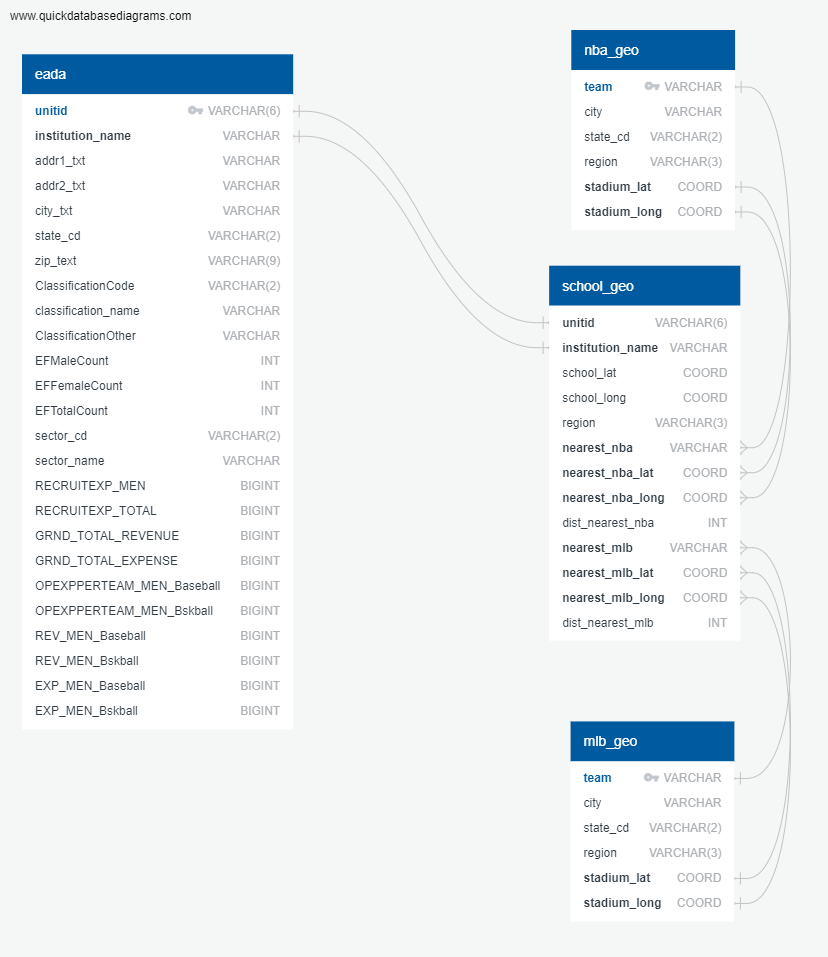 www.quickdatabasediagrams.com
eada
unitid VARCHAR(6)
institution_name VARCHAR
addr1_txt VARCHAR
addr2_txt VARCHAR
city_txt VARCHAR
state_cd VARCHAR(2)
zip_text VARCHAR(9)
ClassificationCode VARCHAR(2)
classification_name VARCHAR
ClassificationOther VARCHAR
EFMaleCount INT
EFFemaleCount INT
EFTotalCount INT
sector_cd VARCHAR(2)
sector_name VARCHAR
RECRUITEXP_MEN BIGINT
RECRUITEXP_TOTAL BIGINT
GRND_TOTAL_REVENUE BIGINT
GRND_TOTAL_EXPENSE BIGINT
OPEXPPERTEAM_MEN_Baseball BIGINT
OPEXPPERTEAM_MEN_Bskball BIGINT
REV_MEN_Baseball BIGINT
REV_MEN_Bskball BIGINT
EXP_MEN_Baseball BIGINT
EXP_MEN_Bskball BIGINT
nba_geo
team VARCHAR
city VARCHAR
state_cd VARCHAR(2)
region VARCHAR(3)
stadium_lat COORD
stadium_long COORD
school_geo
unitid VARCHAR(6)
institution_name VARCHAR
school_lat COORD
school_long COORD
region VARCHAR(3)
nearest_nba VARCHAR
nearest_nba_lat COORD
nearest_nba_long COORD
dist_nearest_nba INT
nearest_mlb VARCHAR
nearest_mlb_lat COORD
nearest_mlb_long COORD
dist_nearest_mlb INT
mlb_geo
team VARCHAR
city VARCHAR
state_cd VARCHAR(2)
region VARCHAR(3)
stadium_lat COORD
stadium_long COORD